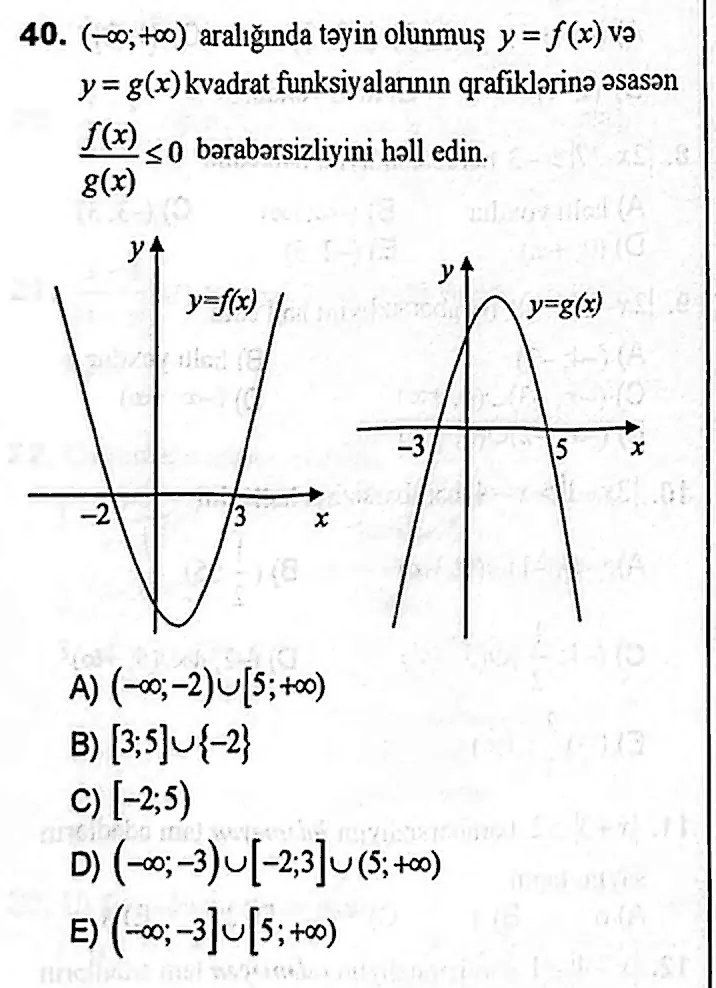 40. (−∞; +∞) aralığında təyin olunmuş y = f(x) və
y = g(x) kvadrat funksiyalarının qrafiklərinə əsasən
f(x)/g(x) ≤ 0 bərabərsizliyini həll edin.
y
y=f(x)
−2
3
x
y
y=g(x)
−3
5
x
A) (−∞; −2)∪[5; +∞)
B) [3;5]∪{−2}
C) [−2;5)
D) (−∞; −3)∪[−2;3]∪(5; +∞)
E) (−∞; −3]∪[5; +∞)